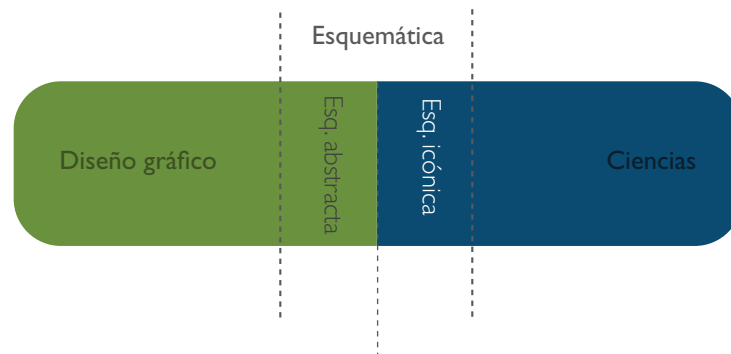 Esquemática
Diseño gráfico
Esq. abstracta
Esq. icónica
Ciencias